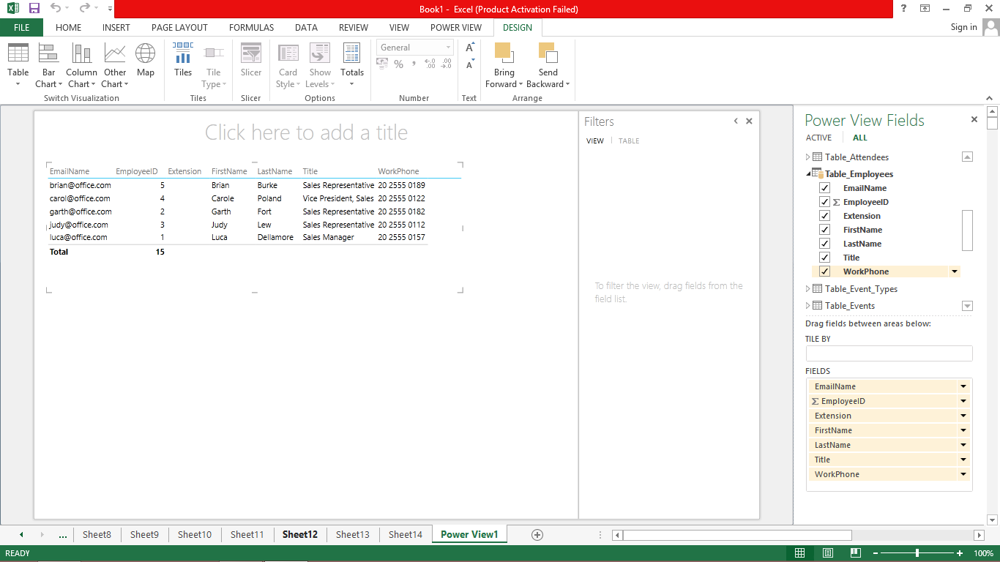 Book1 - Excel (Product Activation Failed)
?
FILE HOME INSERT PAGE LAYOUT FORMULAS DATA REVIEW VIEW POWER VIEW DESIGN Sign in
Table Bar Chart Column Chart Other Chart Map
Switch Visualization
Tiles Tile Type
Tiles
Slicer
Slicer
Card Style Show Levels Totals
Options
General
% , ←.0 .00 .00 →.0
Number
A A
Text
Bring Forward Send Backward
Arrange
Click here to add a title
EmailName EmployeeID Extension FirstName LastName Title WorkPhone
brian@office.com 5 Brian Burke Sales Representative 20 2555 0189
carol@office.com 4 Carole Poland Vice President, Sales 20 2555 0122
garth@office.com 2 Garth Fort Sales Representative 20 2555 0182
judy@office.com 3 Judy Lew Sales Representative 20 2555 0112
luca@office.com 1 Luca Dellamore Sales Manager 20 2555 0157
Total 15
Filters
VIEW TABLE
To filter the view, drag fields from the
field list.
Power View Fields
ACTIVE ALL
Table_Attendees
Table_Employees
EmailName
Σ EmployeeID
Extension
FirstName
LastName
Title
WorkPhone
Table_Event_Types
Table_Events
Drag fields between areas below:
TILE BY
FIELDS
EmailName
Σ EmployeeID
Extension
FirstName
LastName
Title
WorkPhone
... Sheet8 Sheet9 Sheet10 Sheet11 Sheet12 Sheet13 Sheet14 Power View1
READY 100%